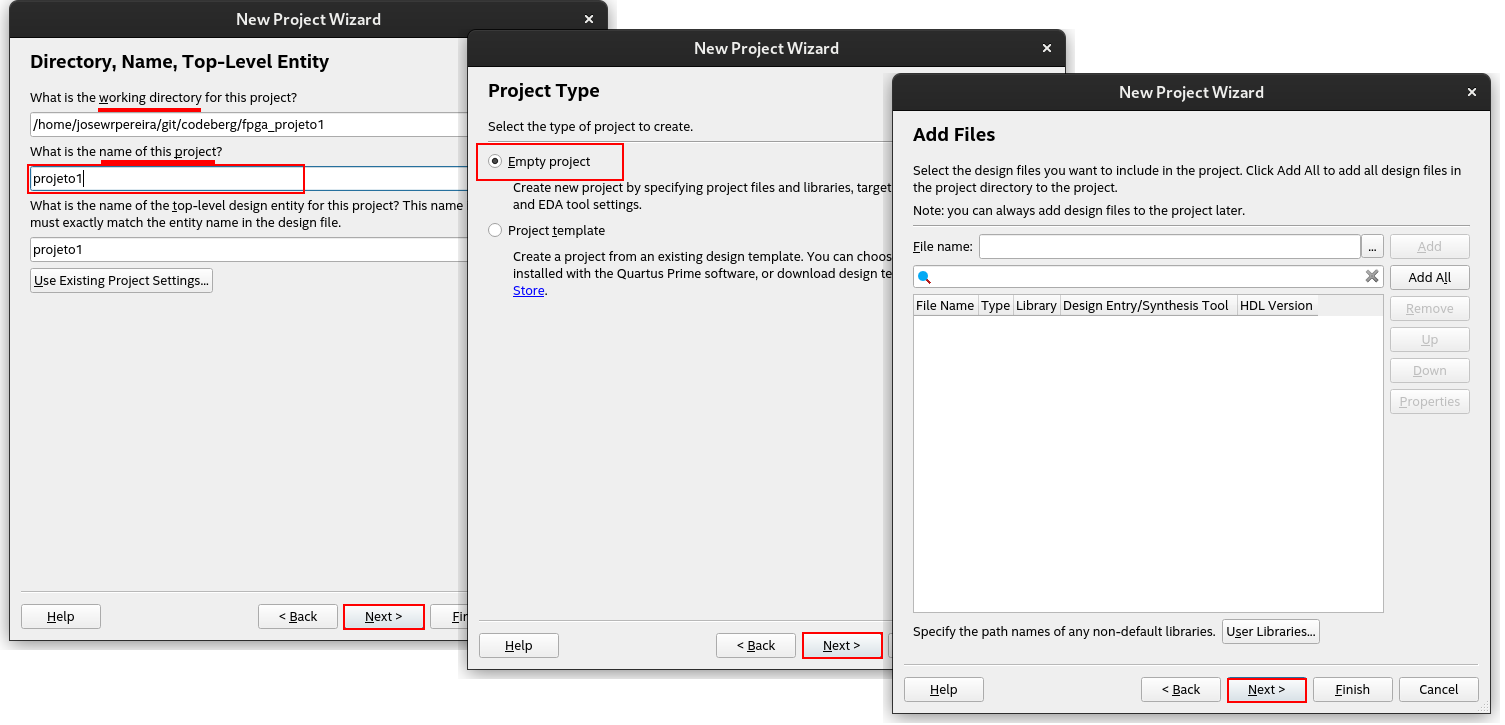 New Project Wizard
Directory, Name, Top-Level Entity
What is the working directory for this project?
/home/josewrpereira/git/codeberg/fpga_projeto1
What is the name of this project?
projeto1
What is the name of the top-level design entity for this project? This name
must exactly match the entity name in the design file.
projeto1
Use Existing Project Settings...
Help
< Back
Next >
New Project Wizard
Project Type
Select the type of project to create.
Empty project
Create new project by specifying project files and libraries, target
and EDA tool settings.
Project template
Create a project from an existing design template. You can
installed with the Quartus Prime software, or download design
Store.
Help
< Back
Next >
New Project Wizard
Add Files
Select the design files you want to include in the project. Click Add All to add all design files in
the project directory to the project.
Note: you can always add design files to the project later.
File name:
...
Add
Add All
File Name Type Library Design Entry/Synthesis Tool HDL Version
Remove
Up
Down
Properties
Specify the path names of any non-default libraries.
User Libraries...
Help
< Back
Next >
Finish
Cancel